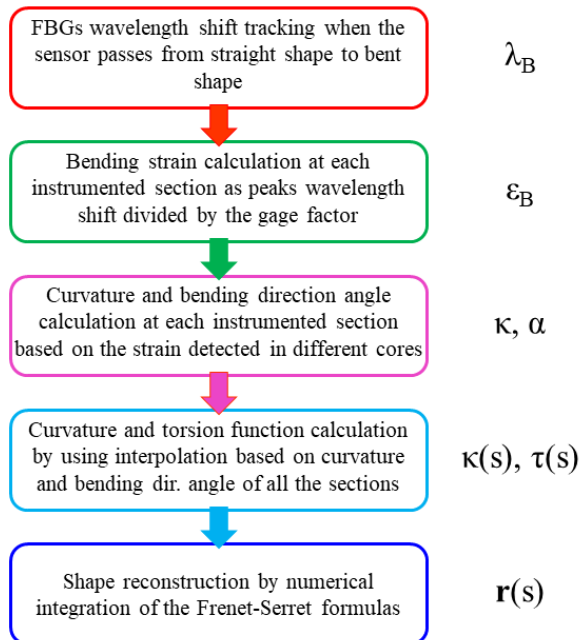 FBGs wavelength shift tracking when the
sensor passes from straight shape to bent
shape
λB
Bending strain calculation at each
instrumented section as peaks wavelength
shift divided by the gage factor
εB
Curvature and bending direction angle
calculation at each instrumented section
based on the strain detected in different cores
κ, α
Curvature and torsion function calculation
by using interpolation based on curvature
and bending dir. angle of all the sections
κ(s), τ(s)
Shape reconstruction by numerical
integration of the Frenet-Serret formulas
r(s)